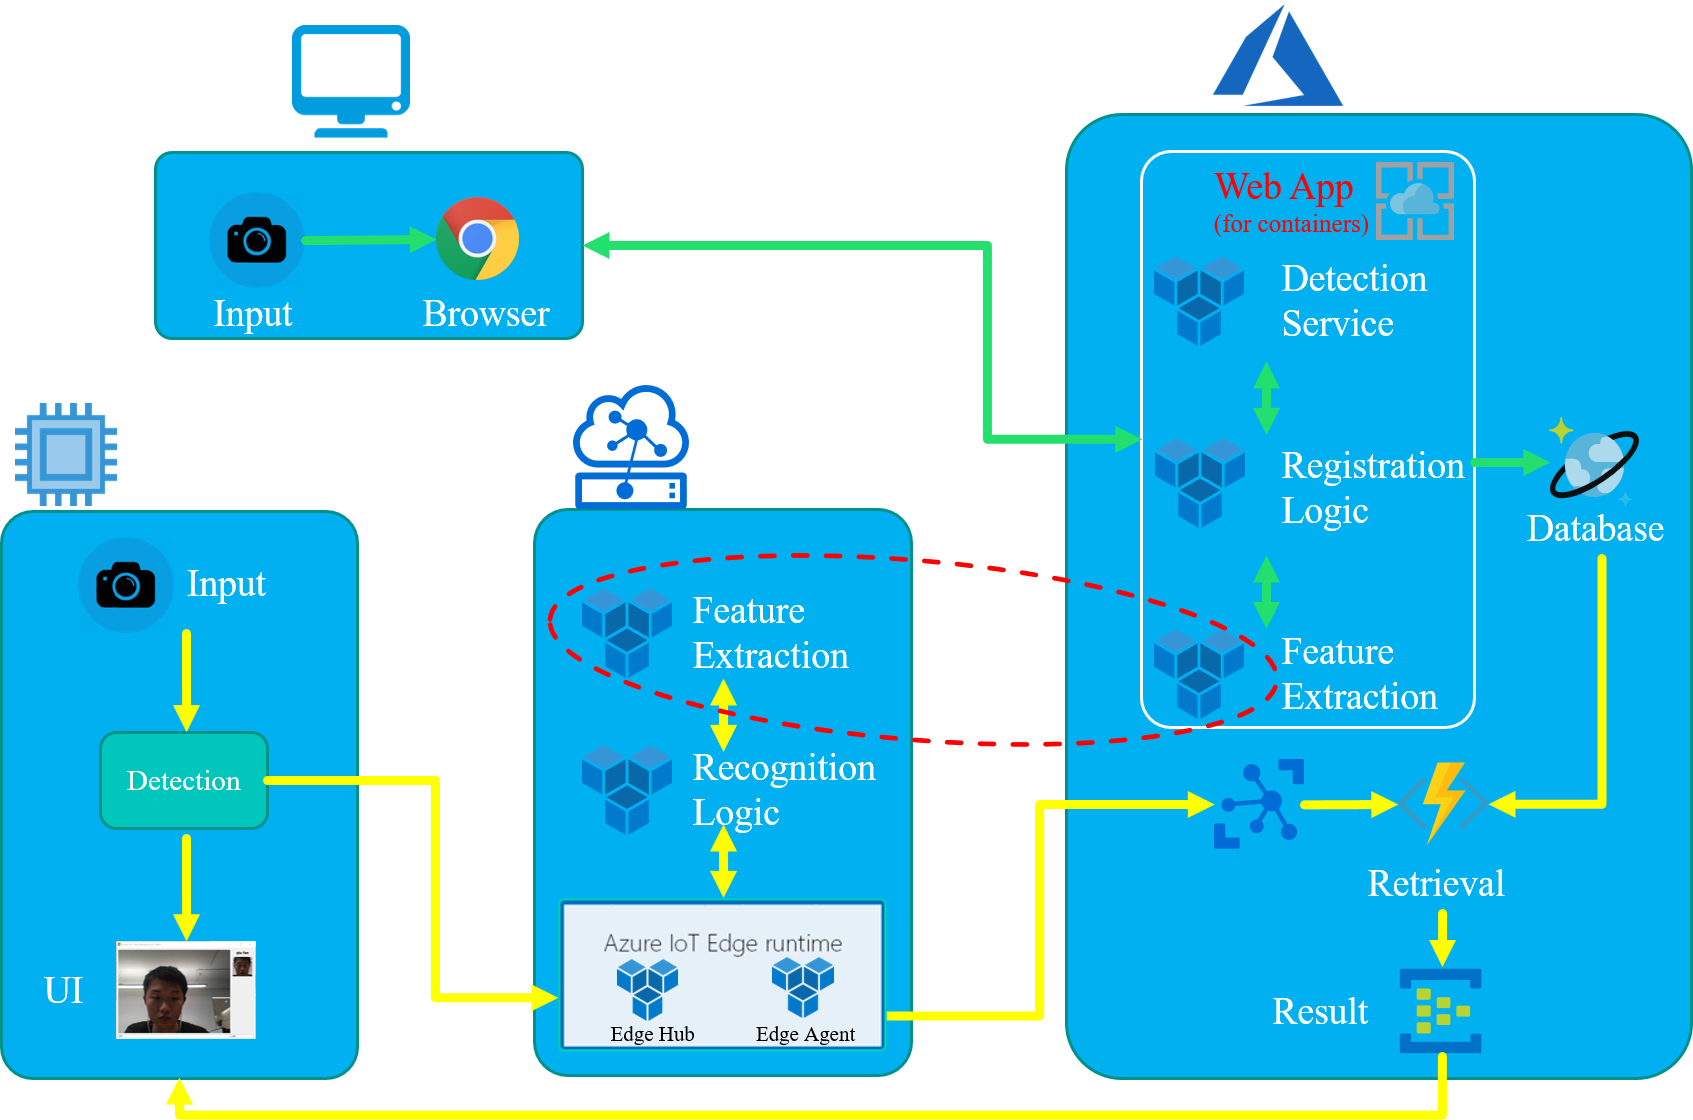 Input
Browser
Web App
(for containers)
Detection
Service
Registration
Logic
Feature
Extraction
Database
Retrieval
Result
Input
Detection
UI
Feature
Extraction
Recognition
Logic
Azure IoT Edge runtime
Edge Hub
Edge Agent